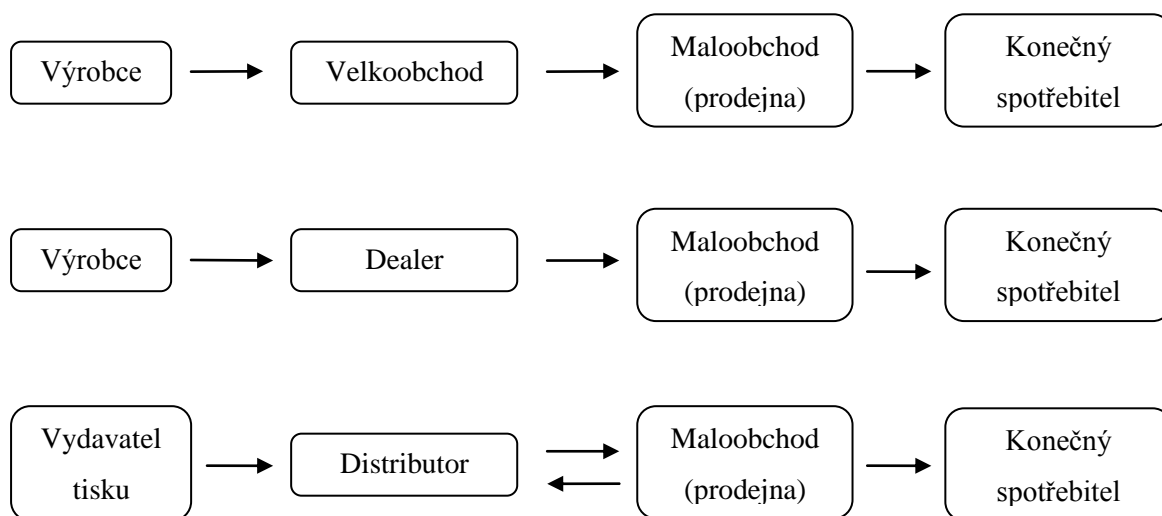 Výrobce
Velkoobchod
Maloobchod
(prodejna)
Konečný
spotřebitel
Výrobce
Dealer
Maloobchod
(prodejna)
Konečný
spotřebitel
Vydavatel
tisku
Distributor
Maloobchod
(prodejna)
Konečný
spotřebitel